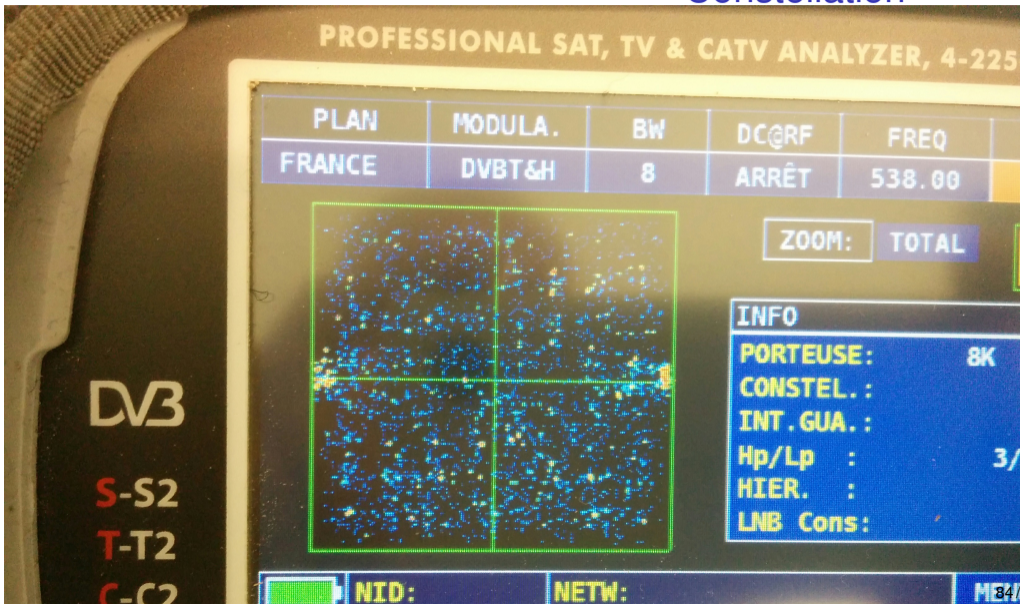 PROFESSIONAL SAT, TV & CATV ANALYZER, 4-225
PLAN MODULA. BW DC@RF FREQ
FRANCE DVBT&H 8 ARRÊT 538.00
ZOOM: TOTAL
INFO
PORTEUSE: 8K
CONSTEL.:
INT.GUA.:
Hp/Lp : 3/
HIER. :
LNB Cons:
DVB
S-S2
T-T2
C-C2
NID: NETW:
84/